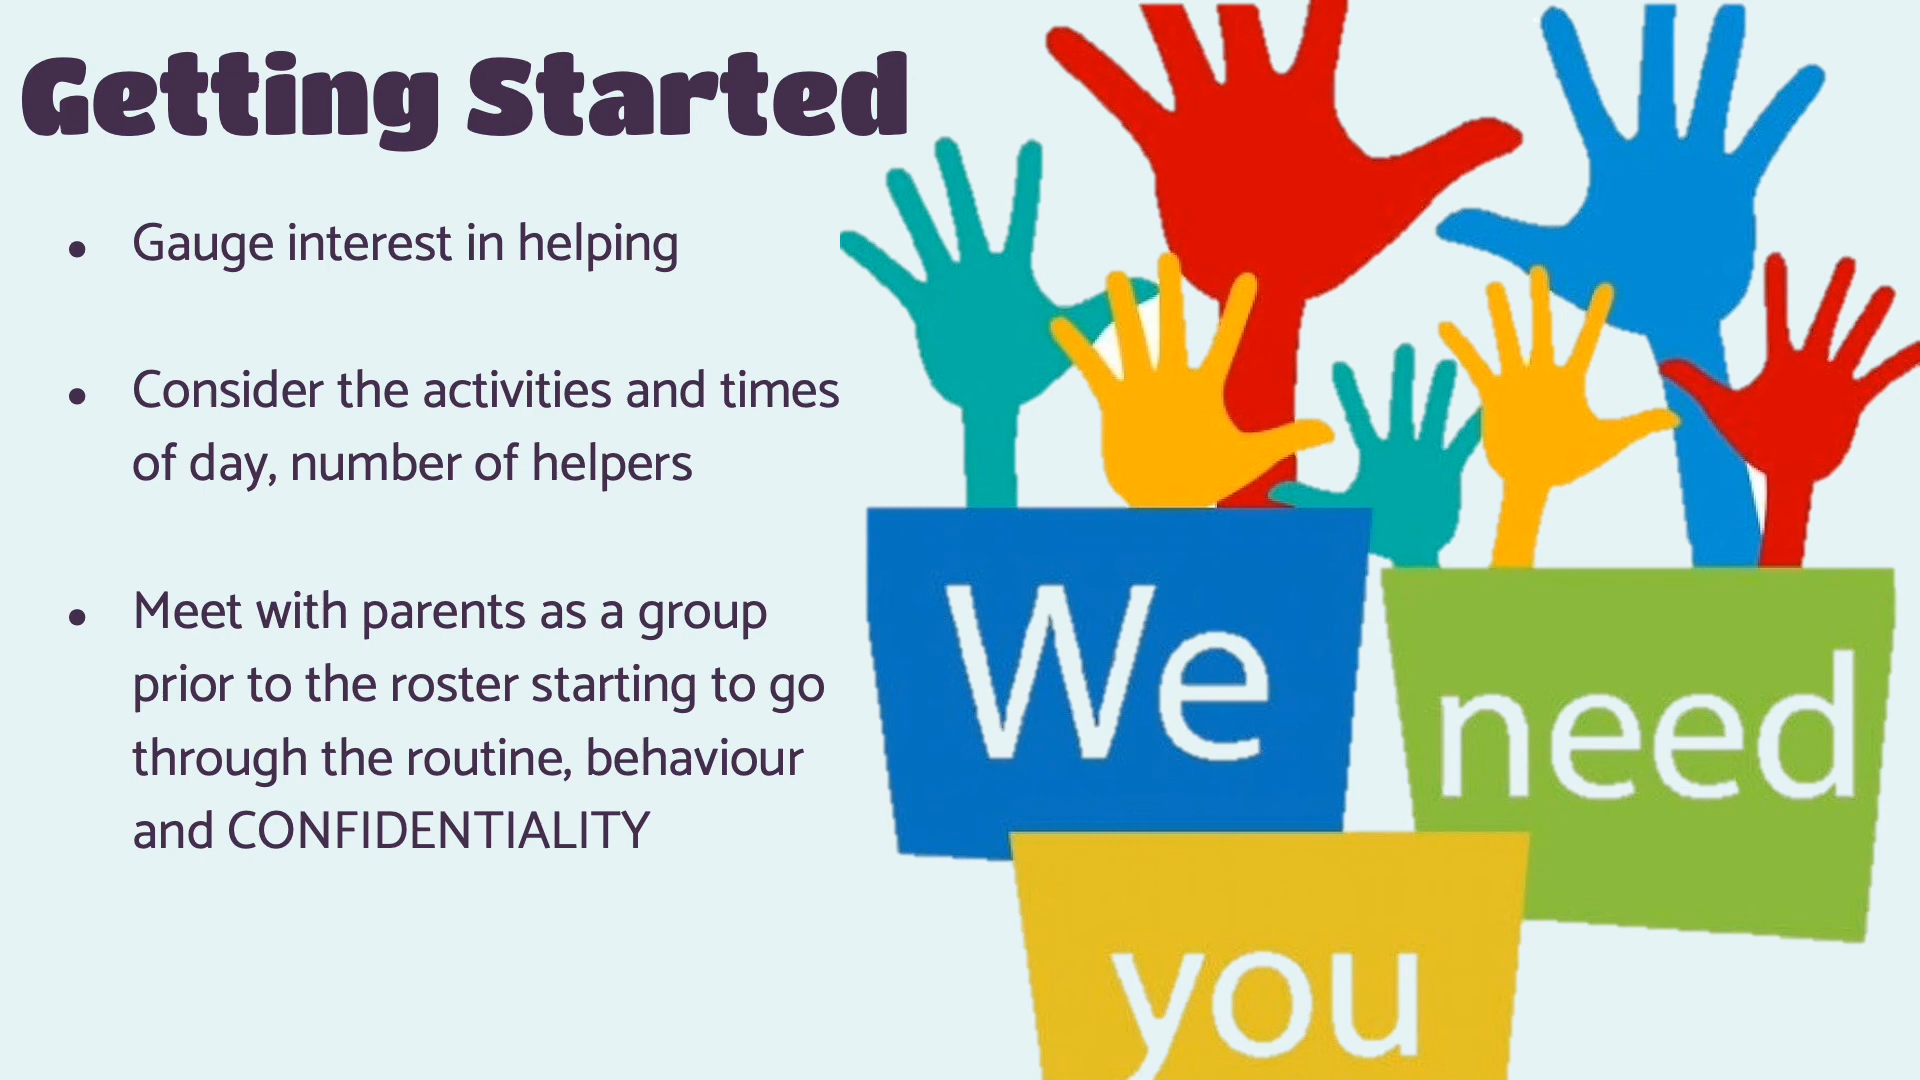 Getting Started
• Gauge interest in helping
• Consider the activities and times
of day, number of helpers
• Meet with parents as a group
prior to the roster starting to go
through the routine, behaviour
and CONFIDENTIALITY
We
need
you